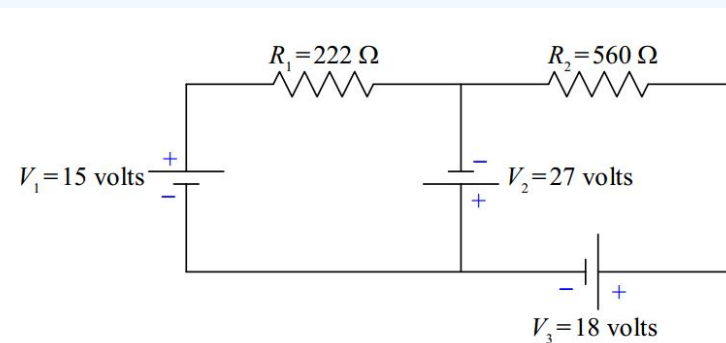 R₁=222 Ω
R₂=560 Ω
+
V₁=15 volts
−
−
V₂=27 volts
+
−
+
V₃=18 volts